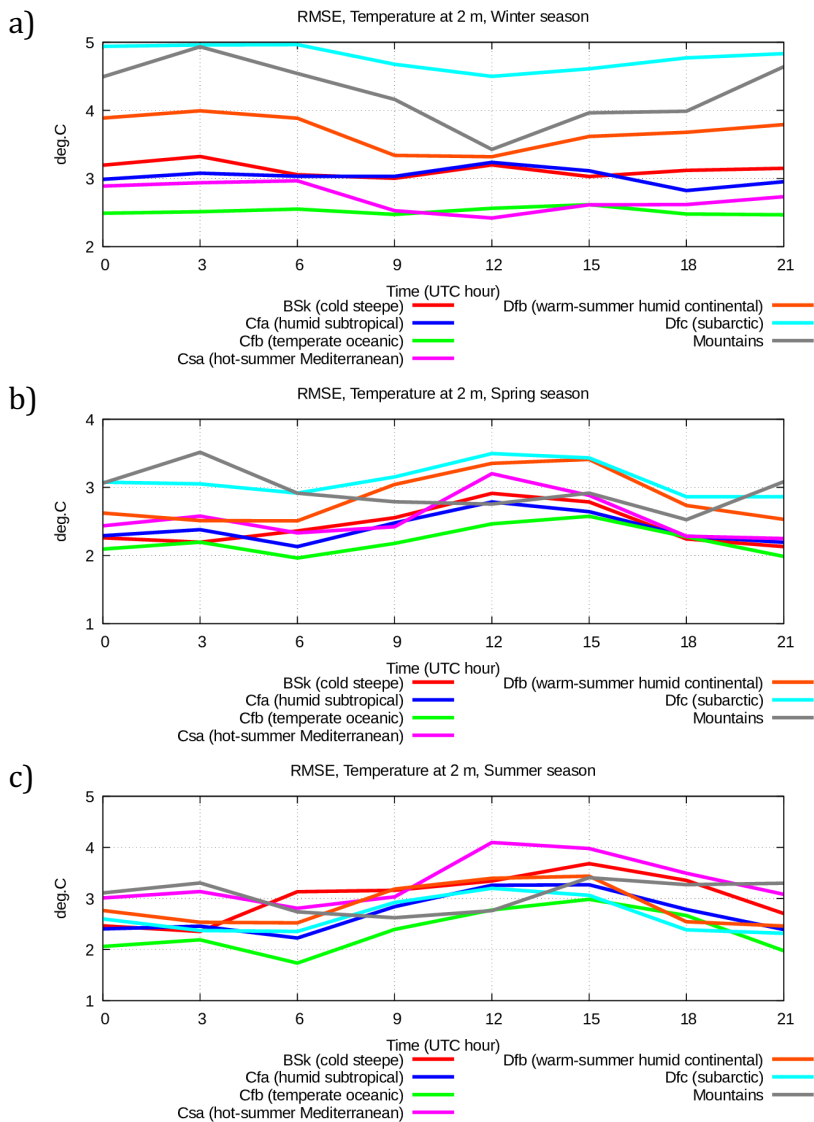 a)
RMSE, Temperature at 2 m, Winter season
5
4
3
2
deg.C
0 3 6 9 12 15 18 21
Time (UTC hour)
BSk (cold steepe)
Cfa (humid subtropical)
Cfb (temperate oceanic)
Csa (hot-summer Mediterranean)
Dfb (warm-summer humid continental)
Dfc (subarctic)
Mountains
b)
RMSE, Temperature at 2 m, Spring season
4
3
2
1
deg.C
0 3 6 9 12 15 18 21
Time (UTC hour)
BSk (cold steepe)
Cfa (humid subtropical)
Cfb (temperate oceanic)
Csa (hot-summer Mediterranean)
Dfb (warm-summer humid continental)
Dfc (subarctic)
Mountains
c)
RMSE, Temperature at 2 m, Summer season
5
4
3
2
1
deg.C
0 3 6 9 12 15 18 21
Time (UTC hour)
BSk (cold steepe)
Cfa (humid subtropical)
Cfb (temperate oceanic)
Csa (hot-summer Mediterranean)
Dfb (warm-summer humid continental)
Dfc (subarctic)
Mountains